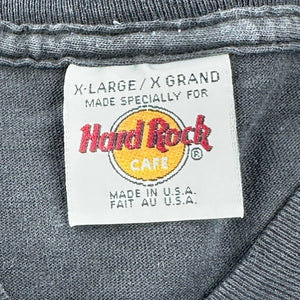 X-LARGE/X GRAND
MADE SPECIALLY FOR
Hard Rock
CAFE ®
MADE IN U.S.A.
FAIT AU U.S.A.